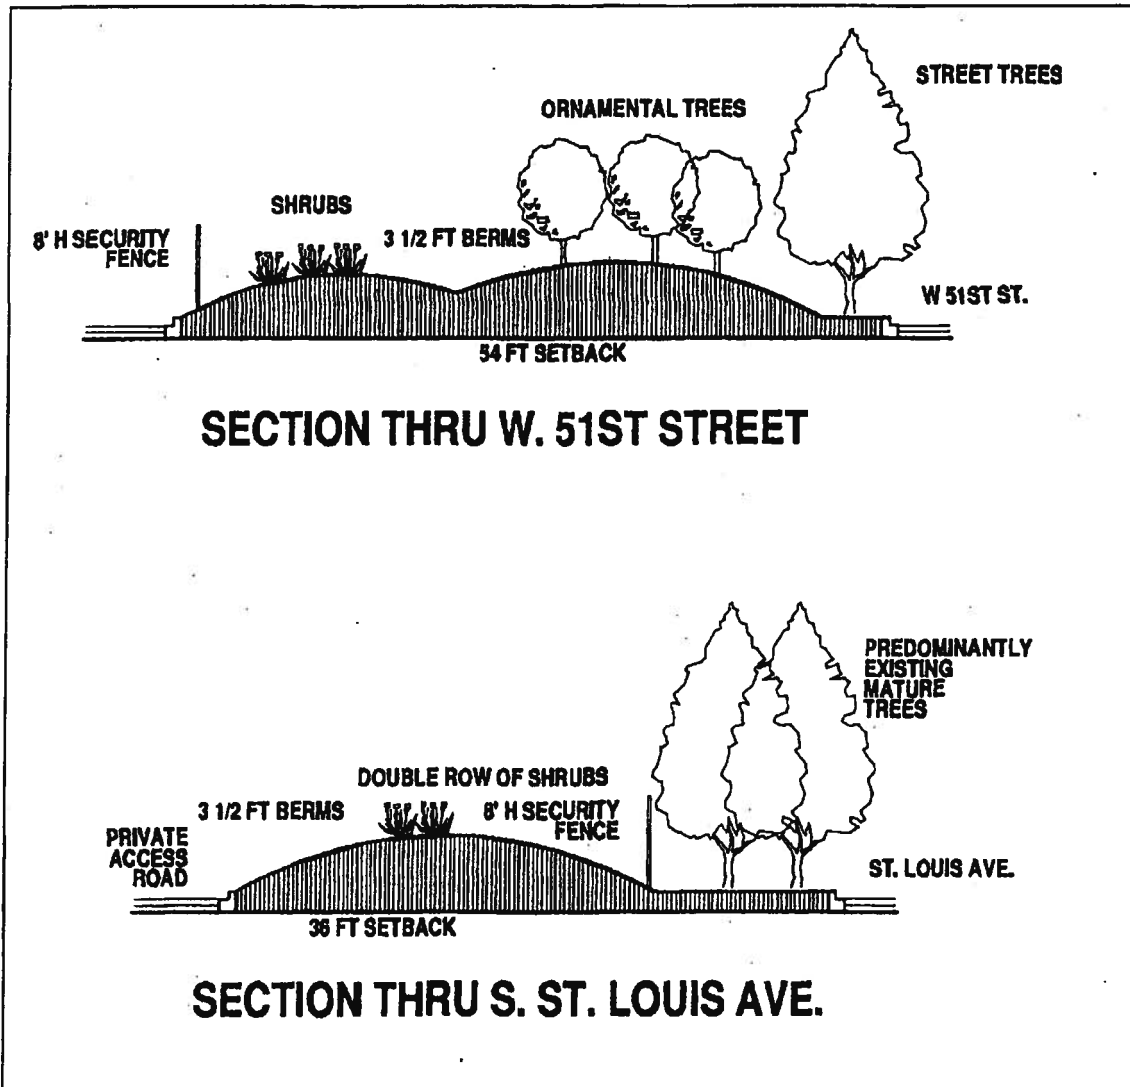 STREET TREES
ORNAMENTAL TREES
SHRUBS
8' H SECURITY
FENCE
3 1/2 FT BERMS
W 51ST ST.
54 FT SETBACK
SECTION THRU W. 51ST STREET
PREDOMINANTLY
EXISTING
MATURE
TREES
DOUBLE ROW OF SHRUBS
3 1/2 FT BERMS
8' H SECURITY
FENCE
PRIVATE
ACCESS
ROAD
ST. LOUIS AVE.
36 FT SETBACK
SECTION THRU S. ST. LOUIS AVE.